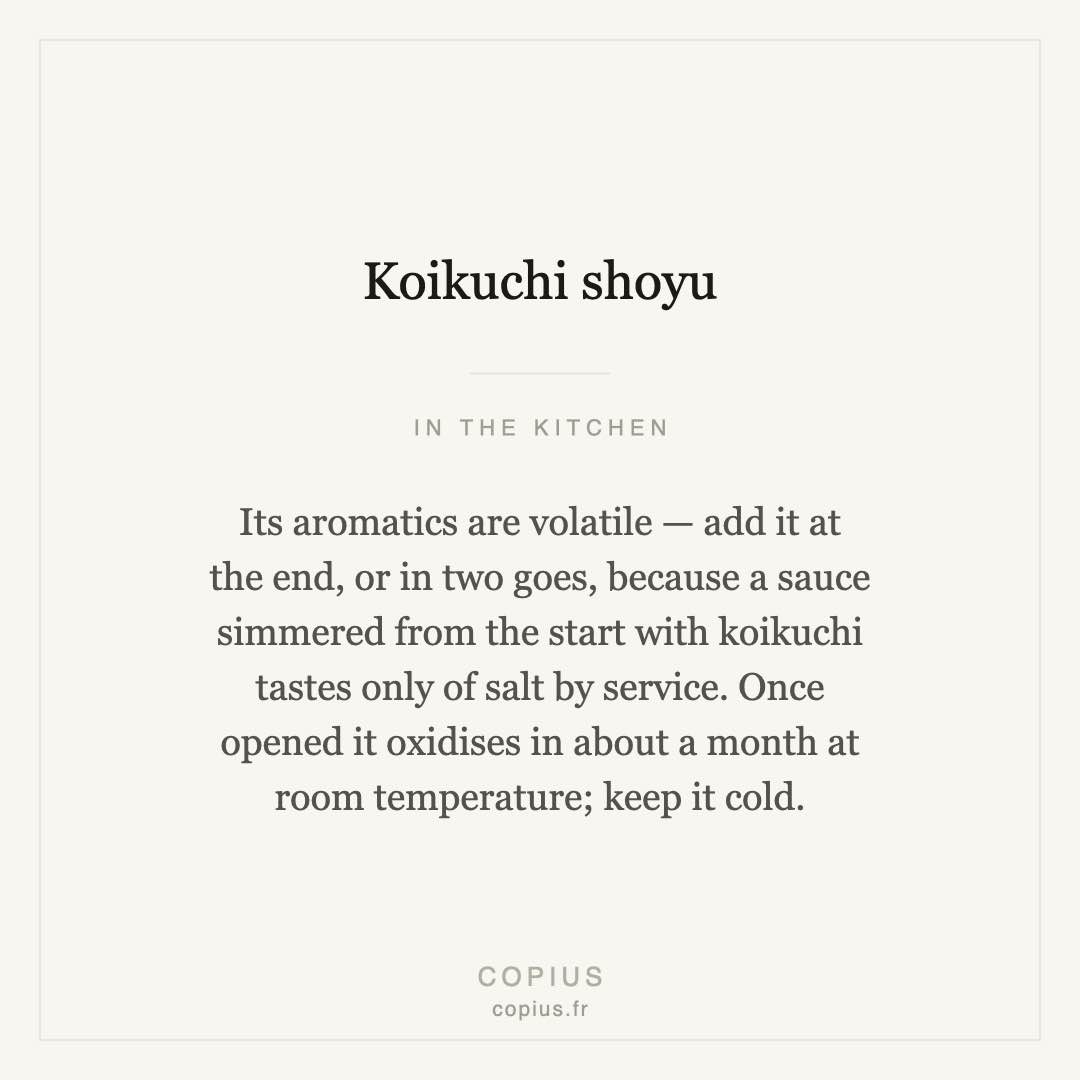 Koikuchi shoyu
IN THE KITCHEN
Its aromatics are volatile — add it at
the end, or in two goes, because a sauce
simmered from the start with koikuchi
tastes only of salt by service. Once
opened it oxidises in about a month at
room temperature; keep it cold.
COPIUS
copius.fr